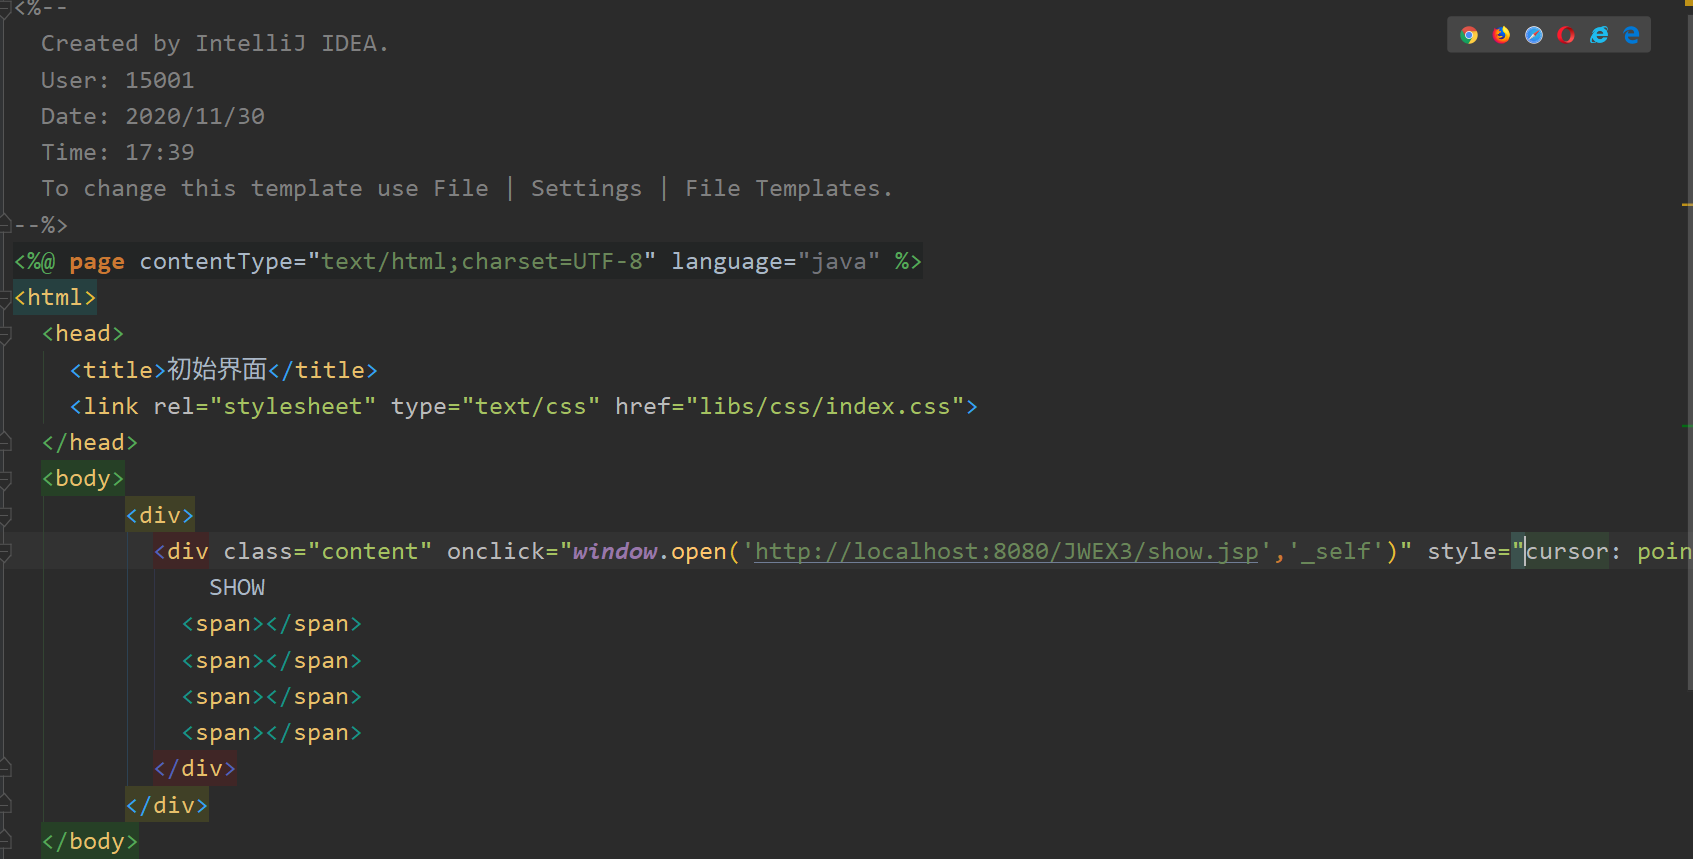 <%--
  Created by IntelliJ IDEA.
  User: 15001
  Date: 2020/11/30
  Time: 17:39
  To change this template use File | Settings | File Templates.
--%>
<%@ page contentType="text/html;charset=UTF-8" language="java" %>
<html>
  <head>
    <title>初始界面</title>
    <link rel="stylesheet" type="text/css" href="libs/css/index.css">
  </head>
  <body>
        <div>
          <div class="content" onclick="window.open('http://localhost:8080/JWEX3/show.jsp','_self')" style="cursor: poin
              SHOW
            <span></span>
            <span></span>
            <span></span>
            <span></span>
          </div>
        </div>
  </body>